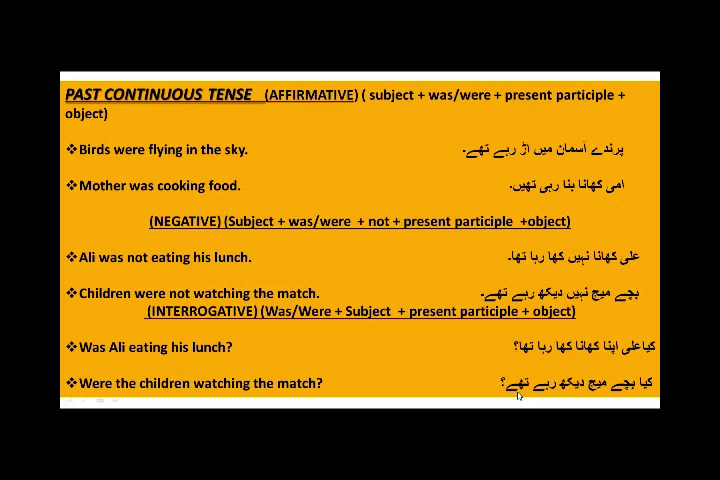 PAST CONTINUOUS TENSE (AFFIRMATIVE) ( subject + was/were + present participle +
object)
❖Birds were flying in the sky. پرندے آسمان میں اڑ رہے تھے۔
❖Mother was cooking food. امی کھانا بنا رہی تھیں۔
(NEGATIVE) (Subject + was/were + not + present participle +object)
❖Ali was not eating his lunch. علی کھانا نہیں کھا رہا تھا۔
❖Children were not watching the match. بچے میچ نہیں دیکھ رہے تھے۔
(INTERROGATIVE) (Was/Were + Subject + present participle + object)
❖Was Ali eating his lunch? کیاعلی اپنا کھانا کھا رہا تھا؟
❖Were the children watching the match? کیا بچے میچ دیکھ رہے تھے؟